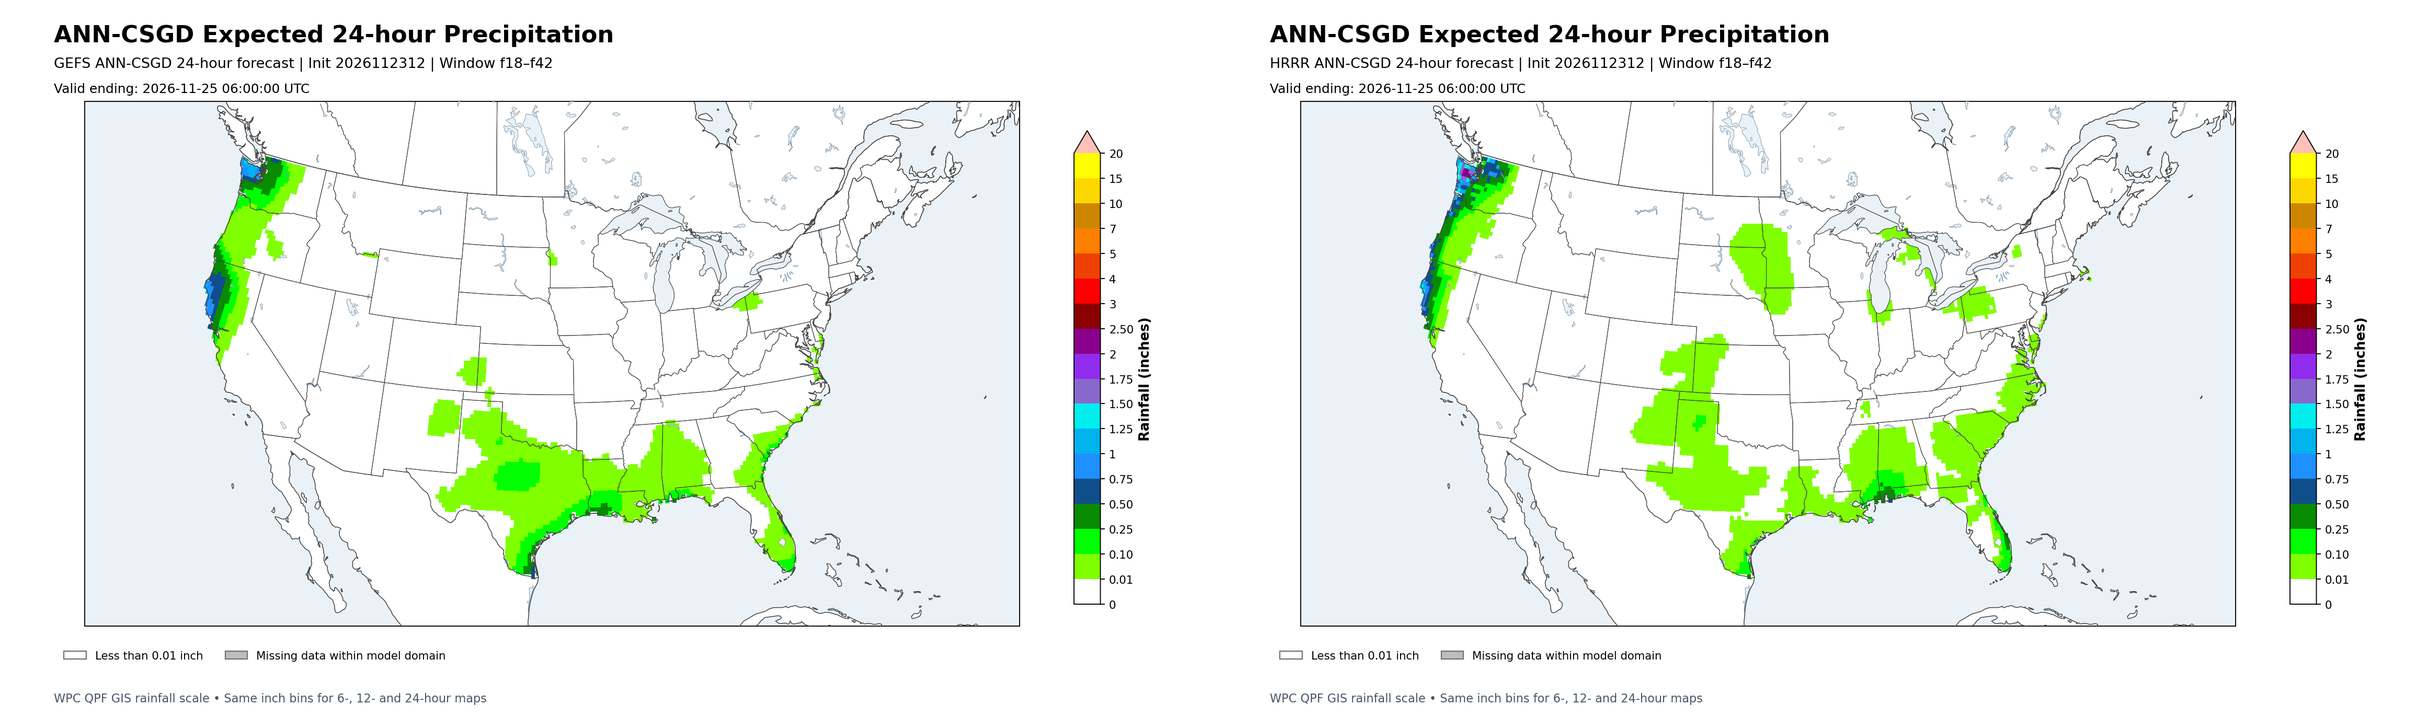 ANN-CSGD Expected 24-hour Precipitation
GEFS ANN-CSGD 24-hour forecast | Init 2026112312 | Window f18–f42
Valid ending: 2026-11-25 06:00:00 UTC
20
15
10
7
5
4
3
2.50
2
1.75
1.50
1.25
1
0.75
0.50
0.25
0.10
0.01
0
Rainfall (inches)
Less than 0.01 inch
Missing data within model domain
WPC QPF GIS rainfall scale • Same inch bins for 6-, 12- and 24-hour maps
ANN-CSGD Expected 24-hour Precipitation
HRRR ANN-CSGD 24-hour forecast | Init 2026112312 | Window f18–f42
Valid ending: 2026-11-25 06:00:00 UTC
20
15
10
7
5
4
3
2.50
2
1.75
1.50
1.25
1
0.75
0.50
0.25
0.10
0.01
0
Rainfall (inches)
Less than 0.01 inch
Missing data within model domain
WPC QPF GIS rainfall scale • Same inch bins for 6-, 12- and 24-hour maps